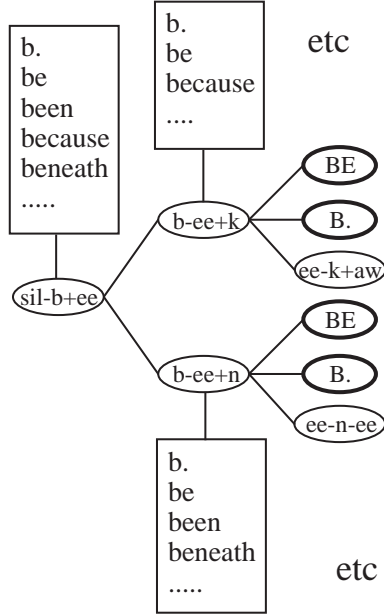 b.
be
been
because
beneath
.....
b.
be
because
....
etc
sil-b+ee
b-ee+k
BE
B.
ee-k+aw
b-ee+n
BE
B.
ee-n-ee
b.
be
been
beneath
.....
etc